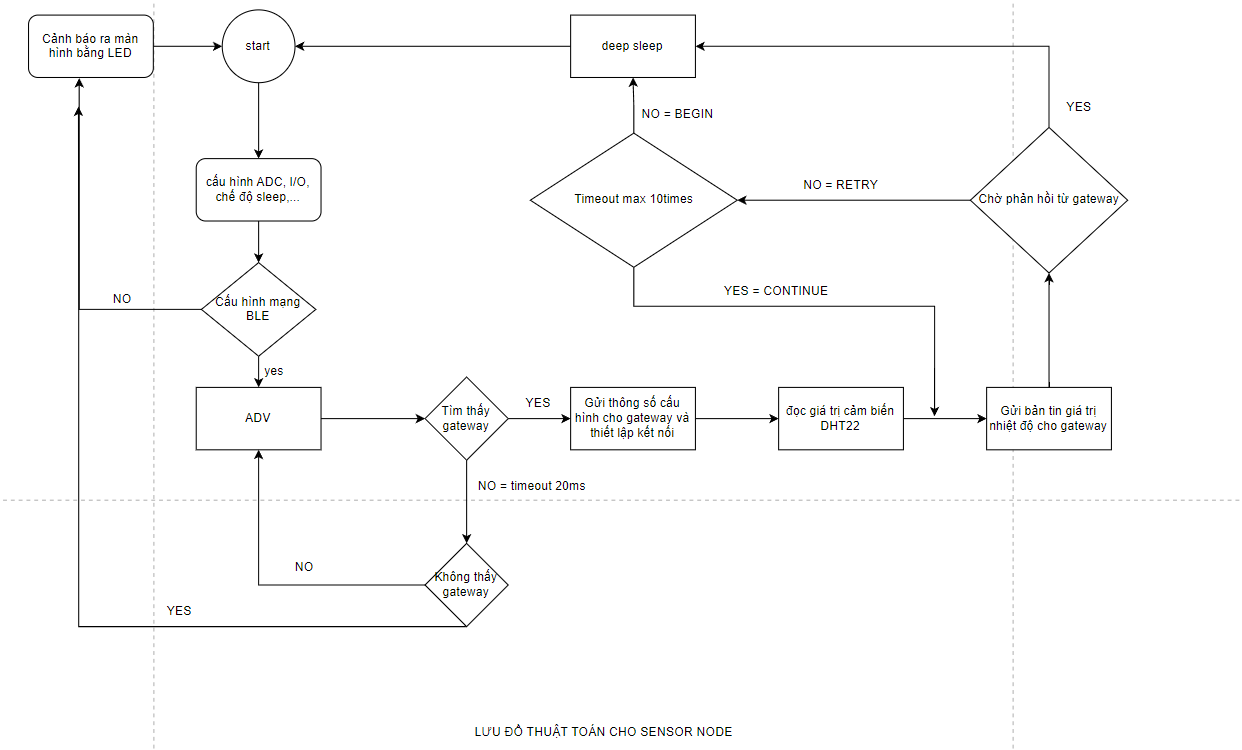 Cảnh báo ra màn
hình bằng LED
start
deep sleep
YES
NO = BEGIN
cấu hình ADC, I/O,
chế độ sleep,...
Timeout max 10times
NO = RETRY
Chờ phản hồi từ gateway
NO
Cấu hình mạng
BLE
YES = CONTINUE
yes
ADV
Tìm thấy
gateway
YES
Gửi thông số cấu
hình cho gateway và
thiết lập kết nối
đọc giá trị cảm biến
DHT22
Gửi bản tin giá trị
nhiệt độ cho gateway
NO = timeout 20ms
NO
Không thấy
gateway
YES
LƯU ĐỒ THUẬT TOÁN CHO SENSOR NODE